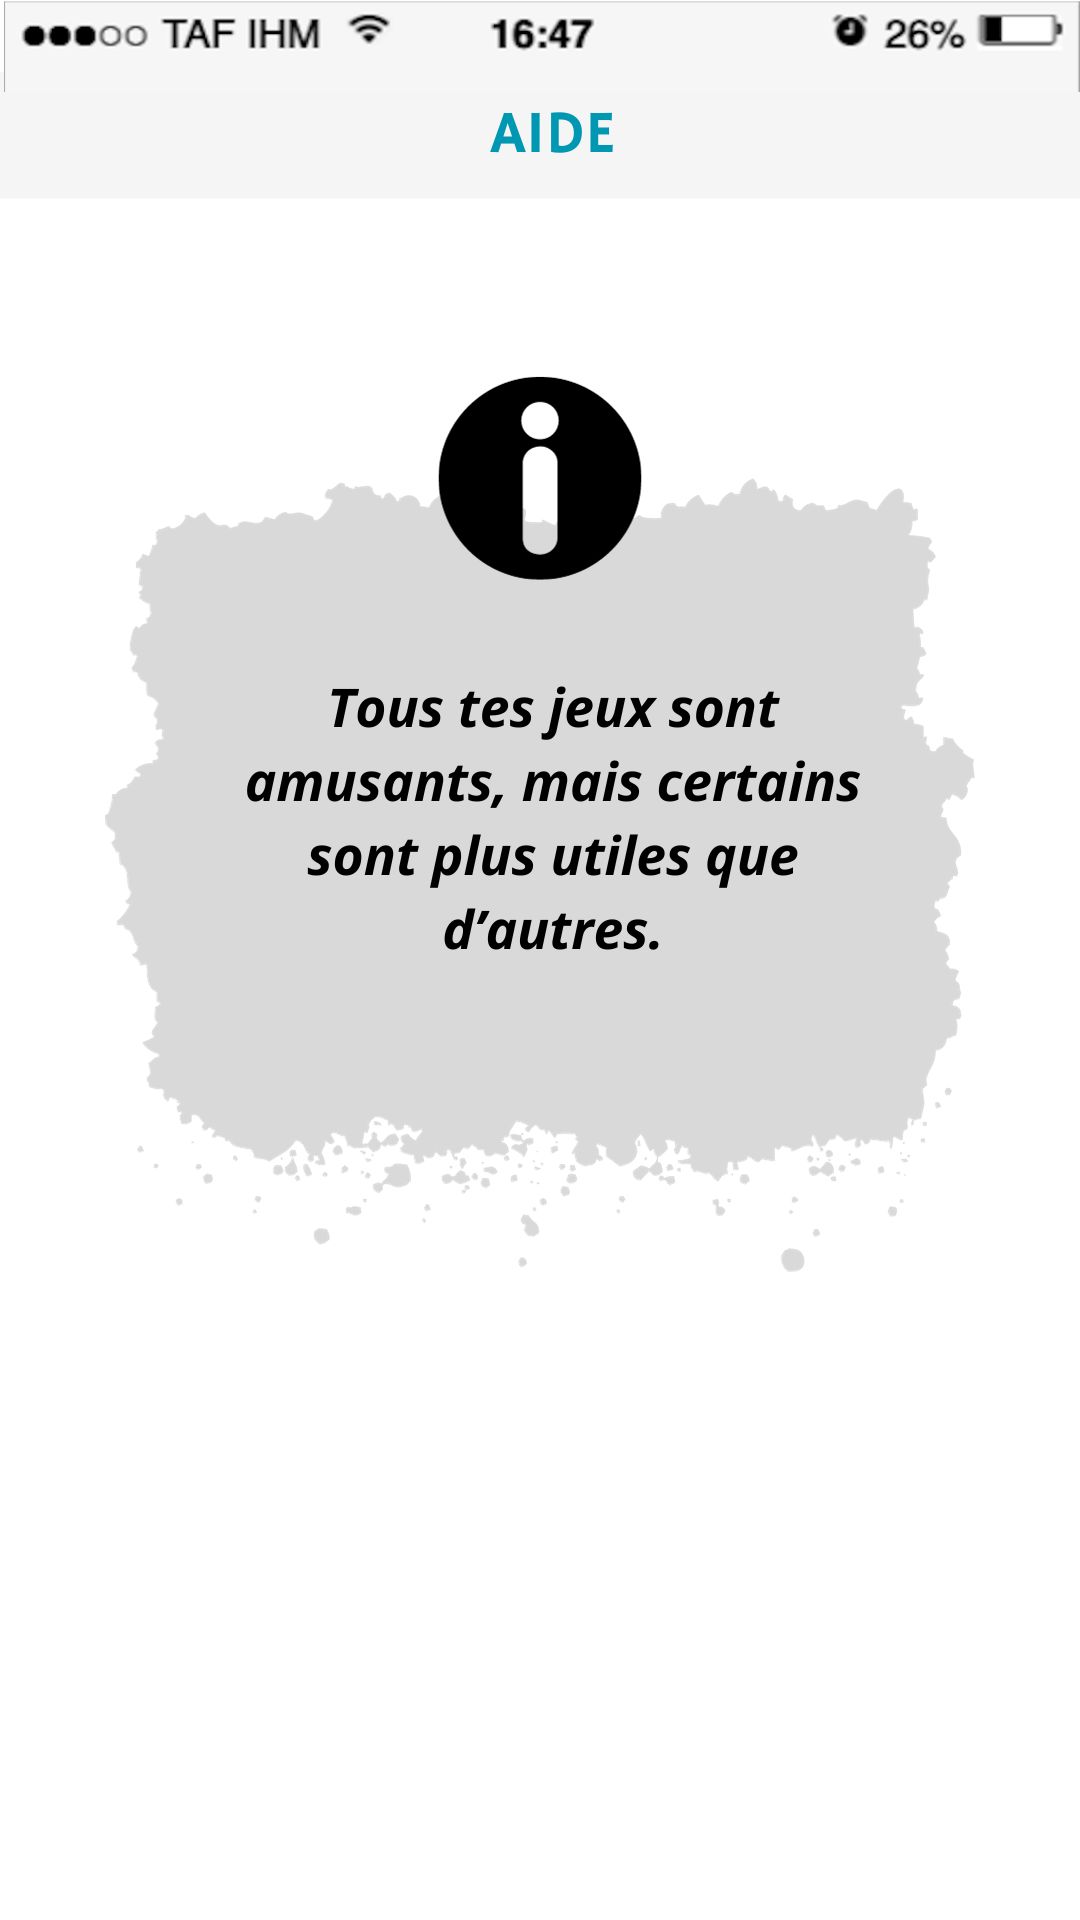 TAF IHM 16:47 26%
AIDE
Tous tes jeux sont
amusants, mais certains
sont plus utiles que
d’autres.